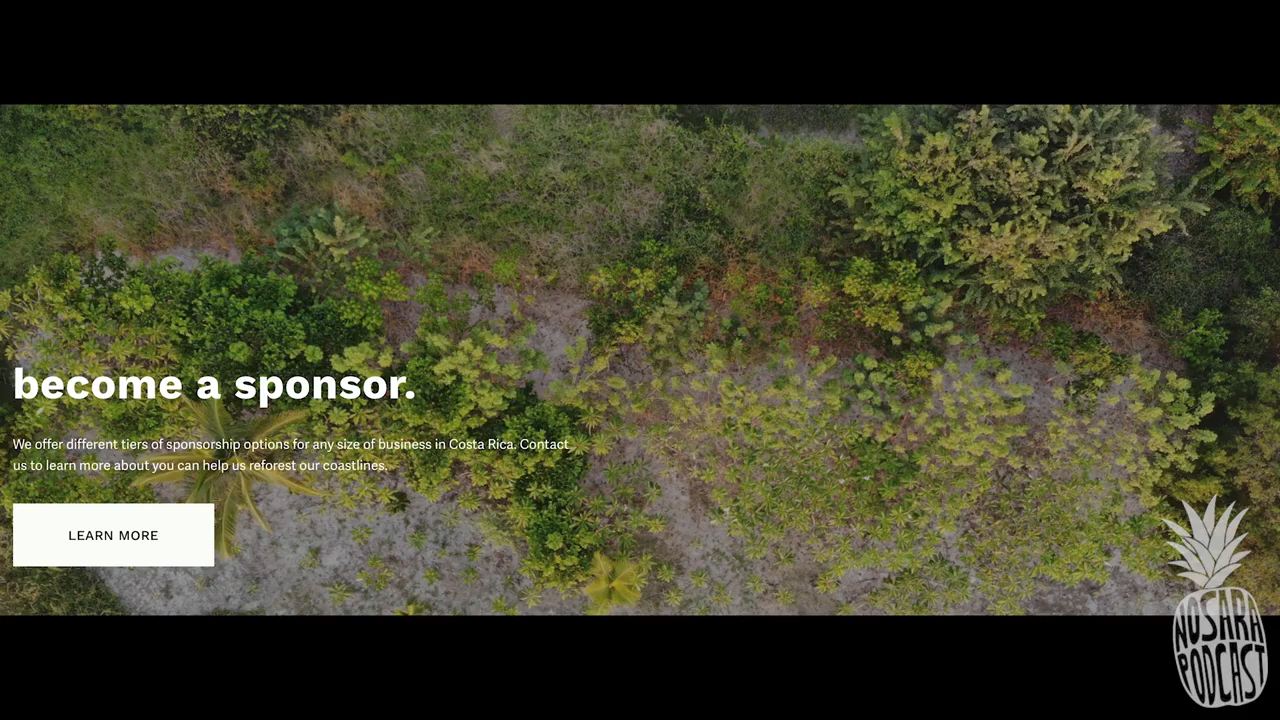 become a sponsor.
We offer different tiers of sponsorship options for any size of business in Costa Rica. Contact
us to learn more about you can help us reforest our coastlines.
LEARN MORE
NOSARA
PODCAST